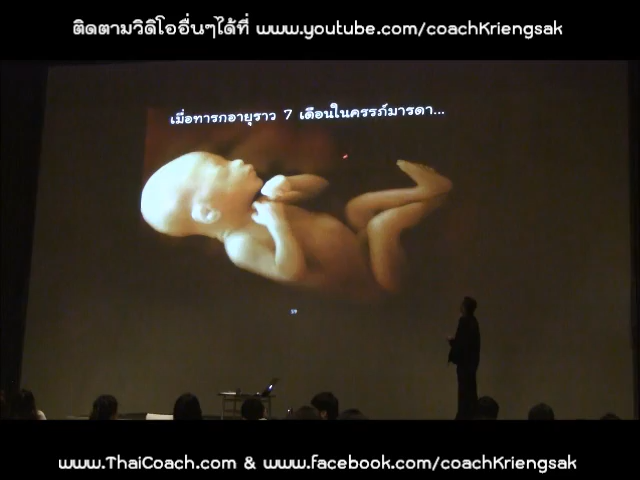 ติดตามวิดิโออื่นๆได้ที่ www.youtube.com/coachKriengsak
เมื่อทารกอายุราว 7 เดือนในครรภ์มารดา...
www.ThaiCoach.com & www.facebook.com/coachKriengsak